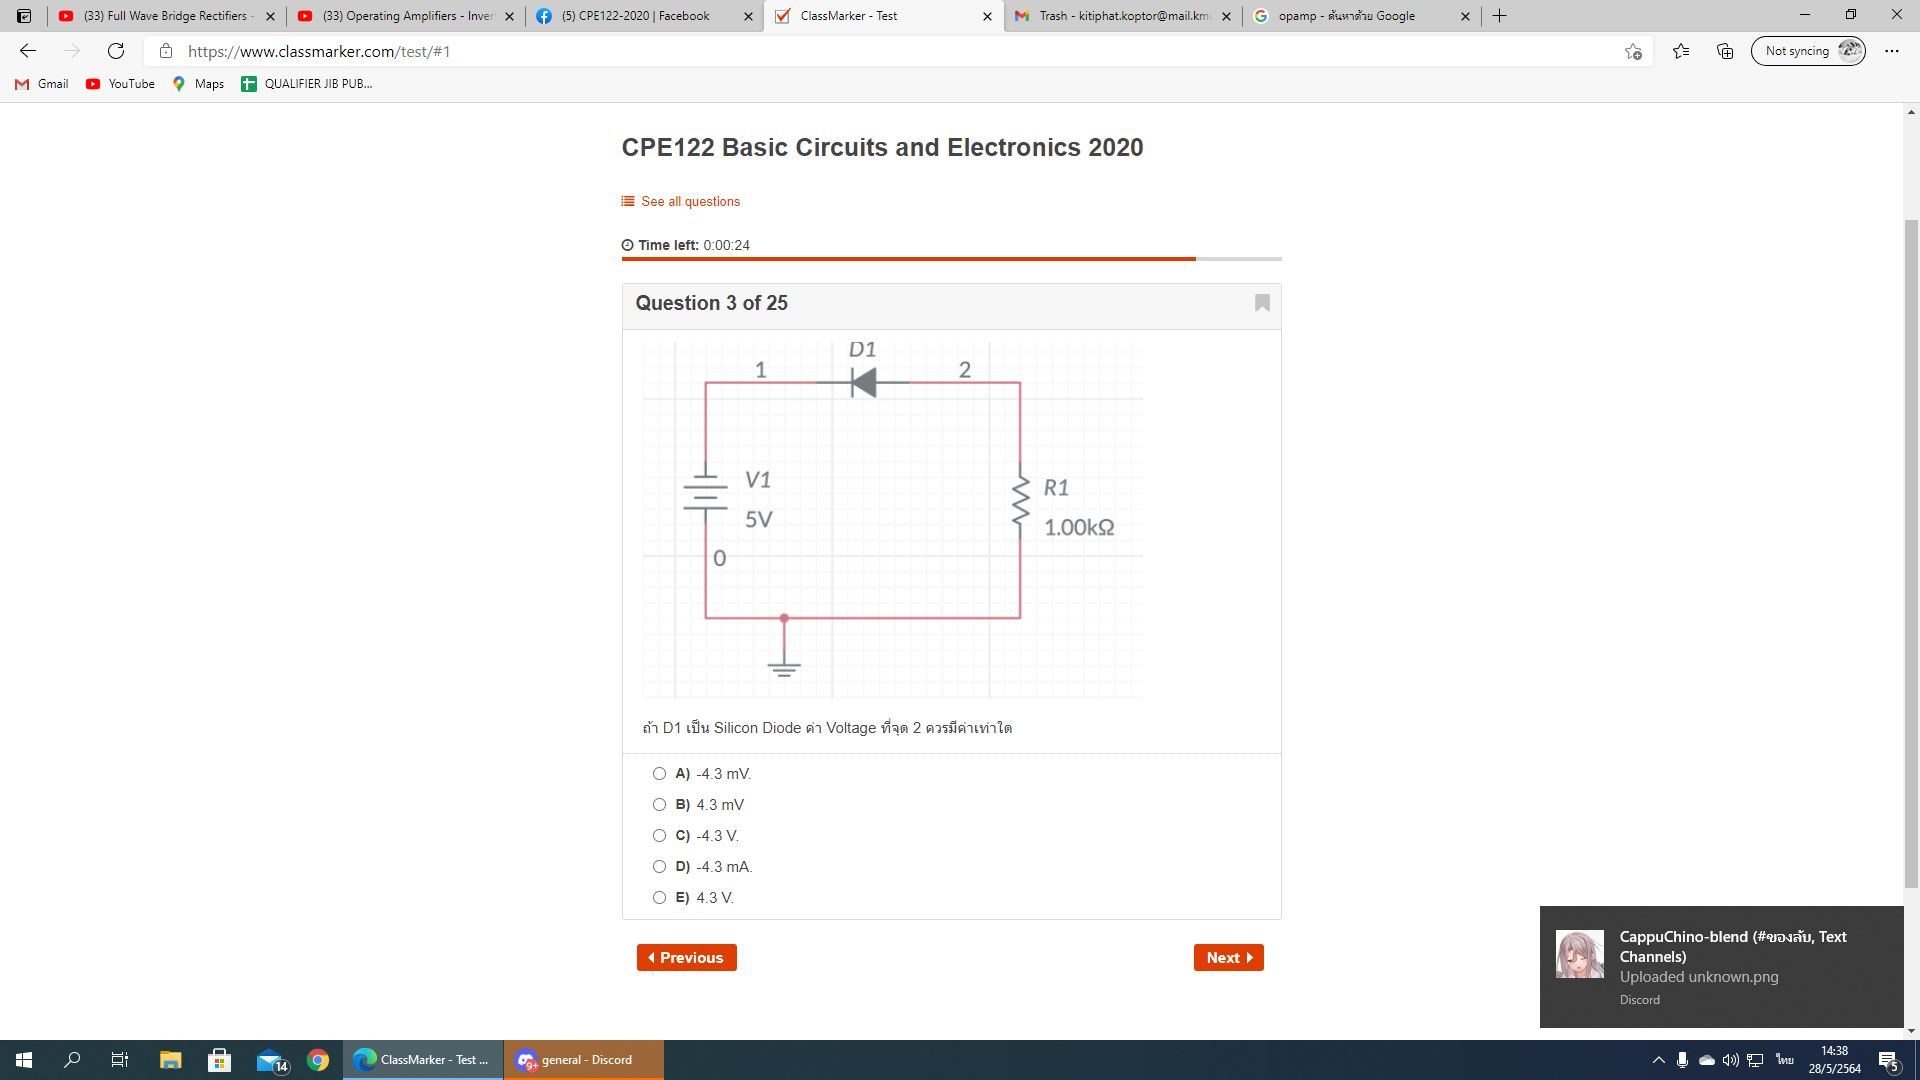 (33) Full Wave Bridge Rectifiers -
(33) Operating Amplifiers - Inver
(5) CPE122-2020 | Facebook
ClassMarker - Test
Trash - kitiphat.koptor@mail.km
opamp - ค้นหาด้วย Google
https://www.classmarker.com/test/#1
Not syncing
Gmail
YouTube
Maps
QUALIFIER JIB PUB...
CPE122 Basic Circuits and Electronics 2020
See all questions
Time left: 0:00:24
Question 3 of 25
D1
1
2
V1
5V
R1
1.00kΩ
0
ถ้า D1 เป็น Silicon Diode ค่า Voltage ที่จุด 2 ควรมีค่าเท่าใด
A) -4.3 mV.
B) 4.3 mV
C) -4.3 V.
D) -4.3 mA.
E) 4.3 V.
Previous
Next
CappuChino-blend (#ของลับ, Text
Channels)
Uploaded unknown.png
Discord
14
ClassMarker - Test ...
9+
general - Discord
ไทย
14:38
28/5/2564
5